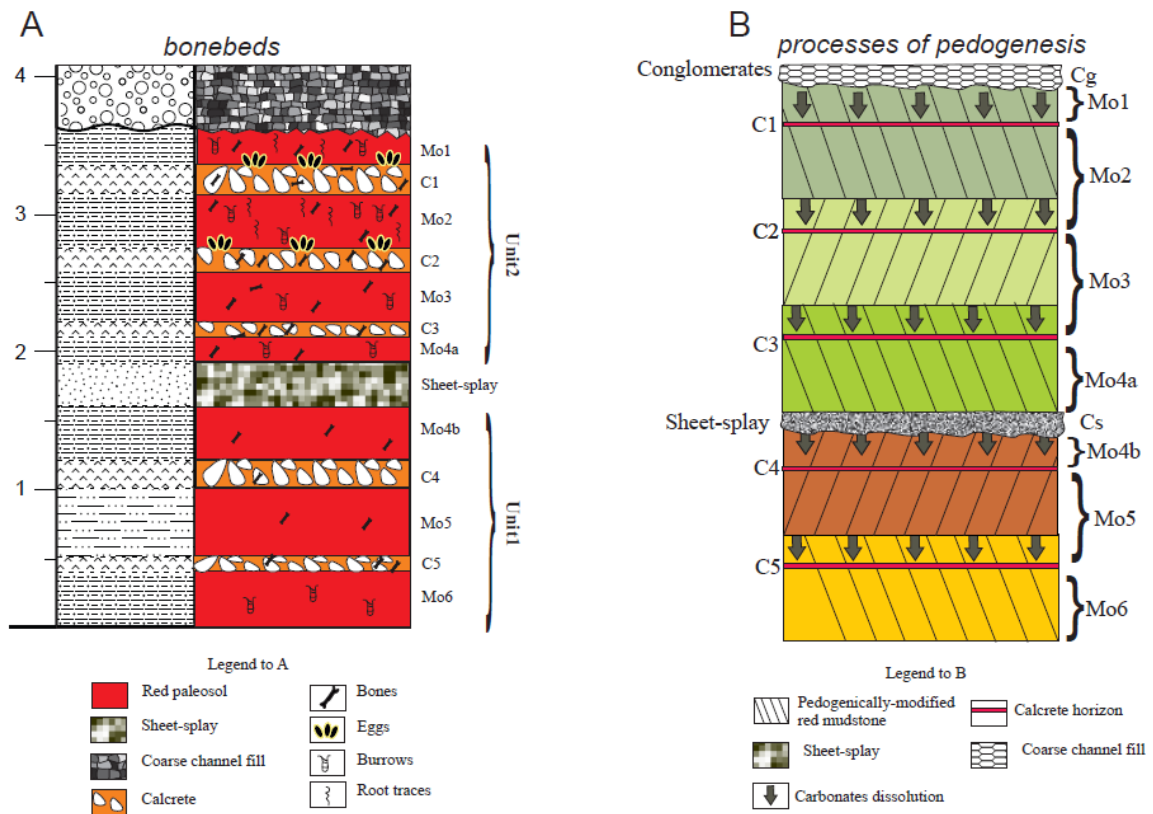 A
bonebeds
4
3
2
1
Mo1
C1
Mo2
C2
Mo3
C3
Mo4a
Sheet-splay
Mo4b
C4
Mo5
C5
Mo6
Unit2
Unit1
Legend to A
Red paleosol
Sheet-splay
Coarse channel fill
Calcrete
Bones
Eggs
Burrows
Root traces
B
processes of pedogenesis
Conglomerates
Cg
Mo1
C1
Mo2
C2
Mo3
C3
Mo4a
Sheet-splay
Cs
Mo4b
C4
Mo5
C5
Mo6
Legend to B
Pedogenically-modified
red mudstone
Sheet-splay
Carbonates dissolution
Calcrete horizon
Coarse channel fill